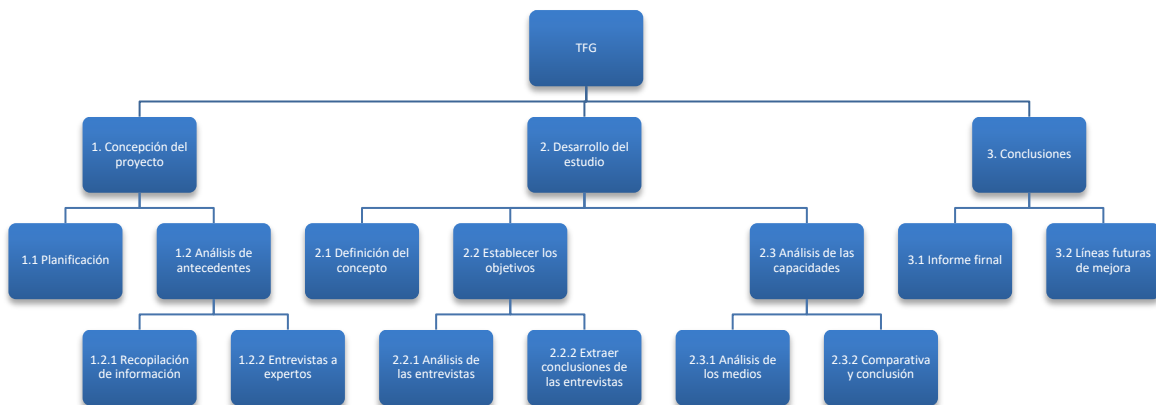 TFG
1. Concepción del
proyecto
2. Desarrollo del
estudio
3. Conclusiones
1.1 Planificación
1.2 Análisis de
antecedentes
2.1 Definición del
concepto
2.2 Establecer los
objetivos
2.3 Análisis de las
capacidades
3.1 Informe firnal
3.2 Líneas futuras
de mejora
1.2.1 Recopilación
de información
1.2.2 Entrevistas a
expertos
2.2.1 Análisis de
las entrevistas
2.2.2 Extraer
conclusiones de
las entrevistas
2.3.1 Análisis de
los medios
2.3.2 Comparativa
y conclusión